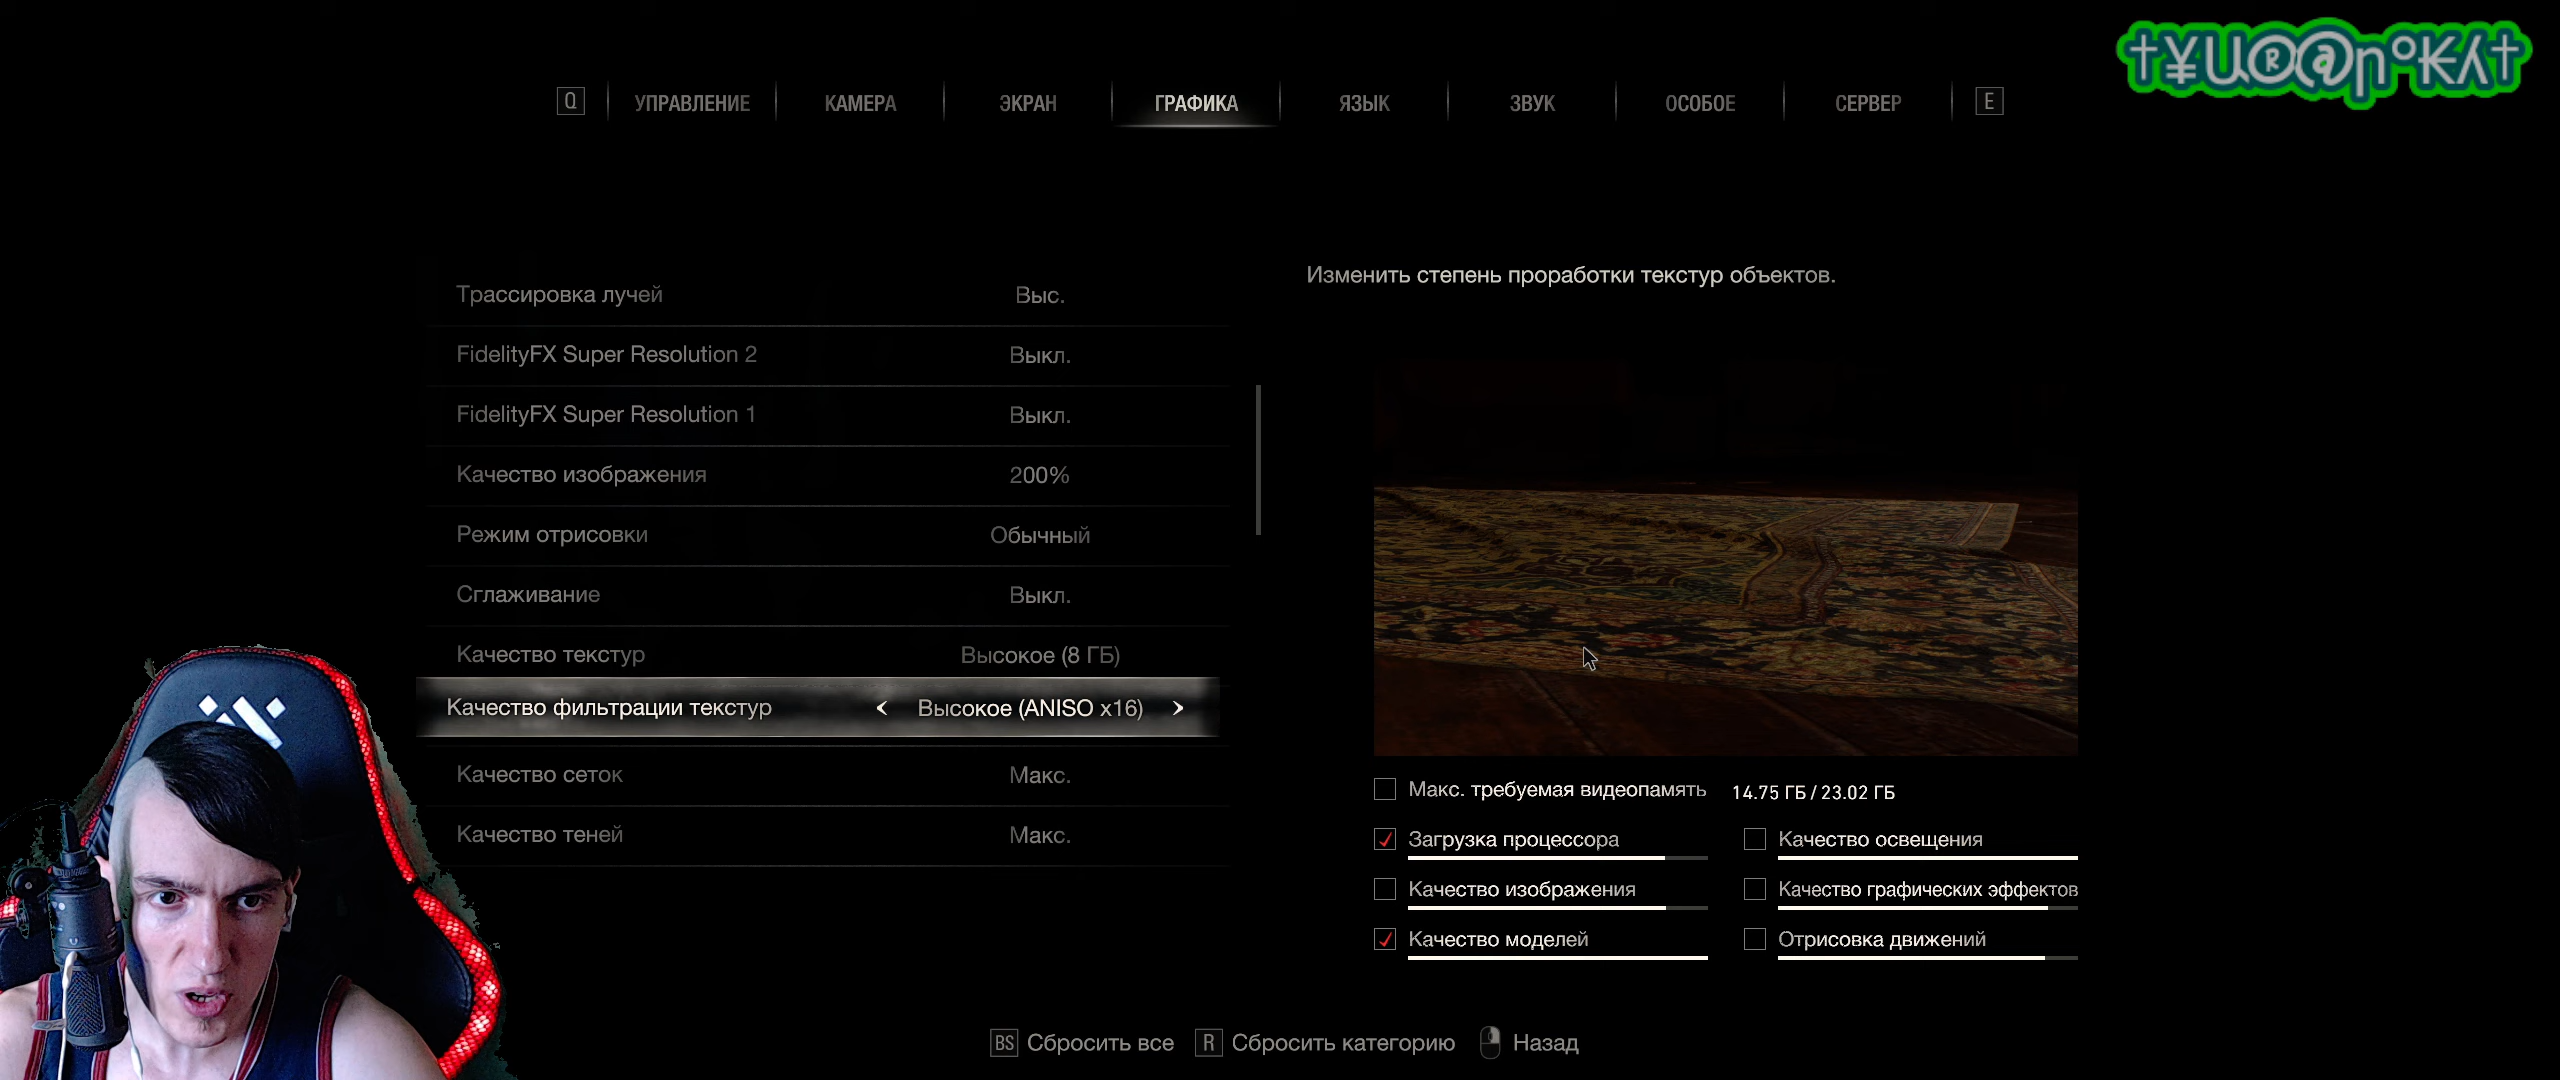 †¥U®@ηºҜΛ†
Q УПРАВЛЕНИЕ КАМЕРА ЭКРАН ГРАФИКА ЯЗЫК ЗВУК ОСОБОЕ СЕРВЕР E
Трассировка лучей Выс.
FidelityFX Super Resolution 2 Выкл.
FidelityFX Super Resolution 1 Выкл.
Качество изображения 200%
Режим отрисовки Обычный
Сглаживание Выкл.
Качество текстур Высокое (8 ГБ)
Качество фильтрации текстур Высокое (ANISO x16)
Качество сеток Макс.
Качество теней Макс.
Изменить степень проработки текстур объектов.
Макс. требуемая видеопамять 14.75 ГБ / 23.02 ГБ
Загрузка процессора Качество освещения
Качество изображения Качество графических эффектов
Качество моделей Отрисовка движений
BS Сбросить все R Сбросить категорию Назад